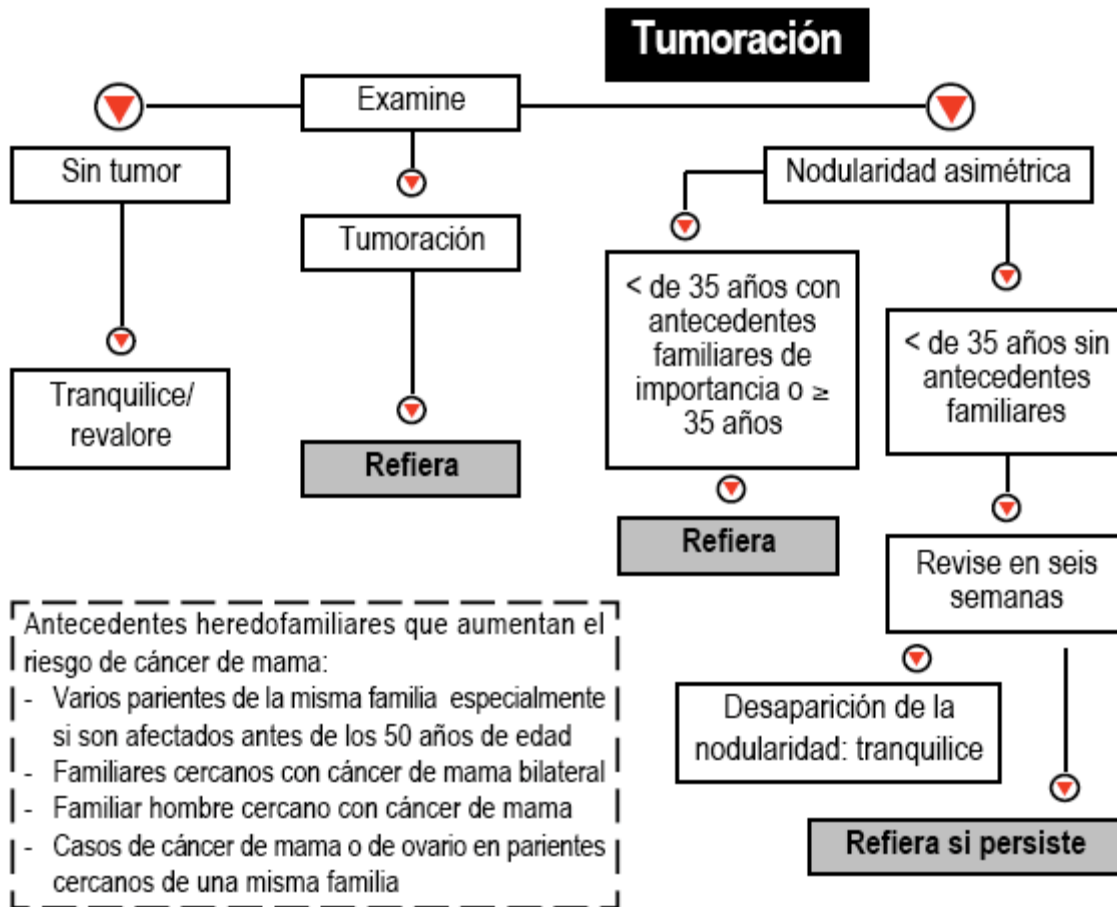 Tumoración
Examine
Sin tumor
Nodularidad asimétrica
Tumoración
< de 35 años con
antecedentes
familiares de
importancia o ≥
35 años
< de 35 años sin
antecedentes
familiares
Tranquilice/
revalore
Refiera
Refiera
Revise en seis
semanas
Desaparición de la
nodularidad: tranquilice
Refiera si persiste
Antecedentes heredofamiliares que aumentan el
riesgo de cáncer de mama:
- Varios parientes de la misma familia especialmente
si son afectados antes de los 50 años de edad
- Familiares cercanos con cáncer de mama bilateral
- Familiar hombre cercano con cáncer de mama
- Casos de cáncer de mama o de ovario en parientes
cercanos de una misma familia